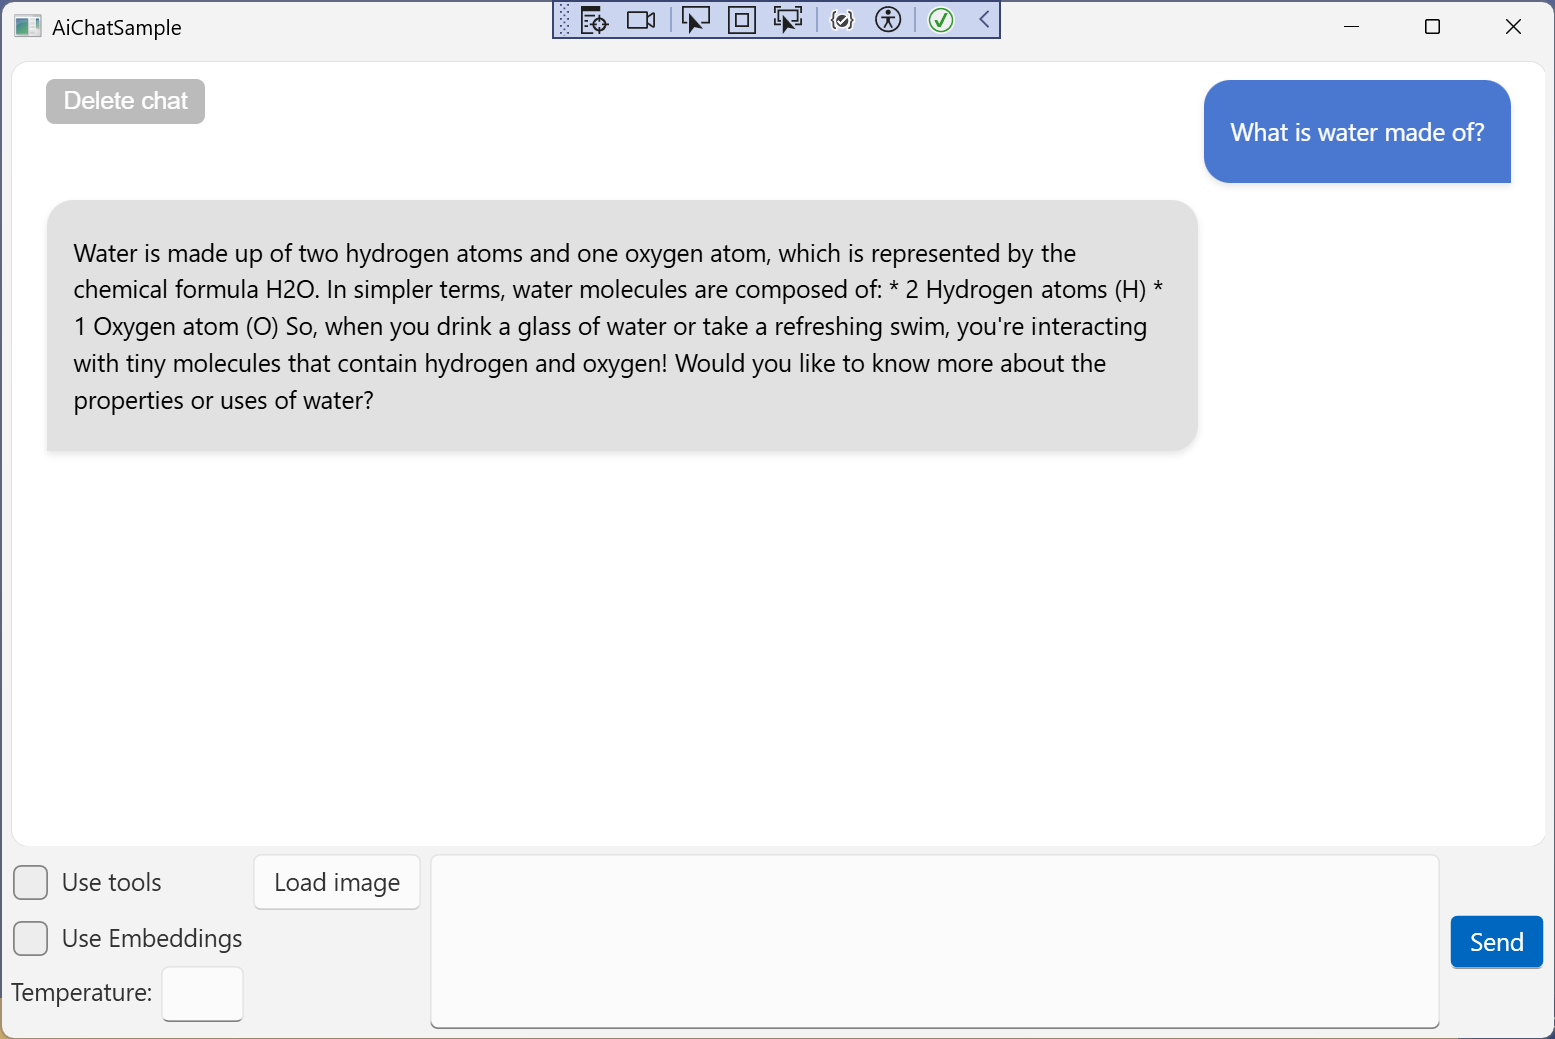 AiChatSample
Delete chat
What is water made of?
Water is made up of two hydrogen atoms and one oxygen atom, which is represented by the
chemical formula H2O. In simpler terms, water molecules are composed of: * 2 Hydrogen atoms (H) *
1 Oxygen atom (O) So, when you drink a glass of water or take a refreshing swim, you're interacting
with tiny molecules that contain hydrogen and oxygen! Would you like to know more about the
properties or uses of water?
Use tools
Load image
Use Embeddings
Send
Temperature: